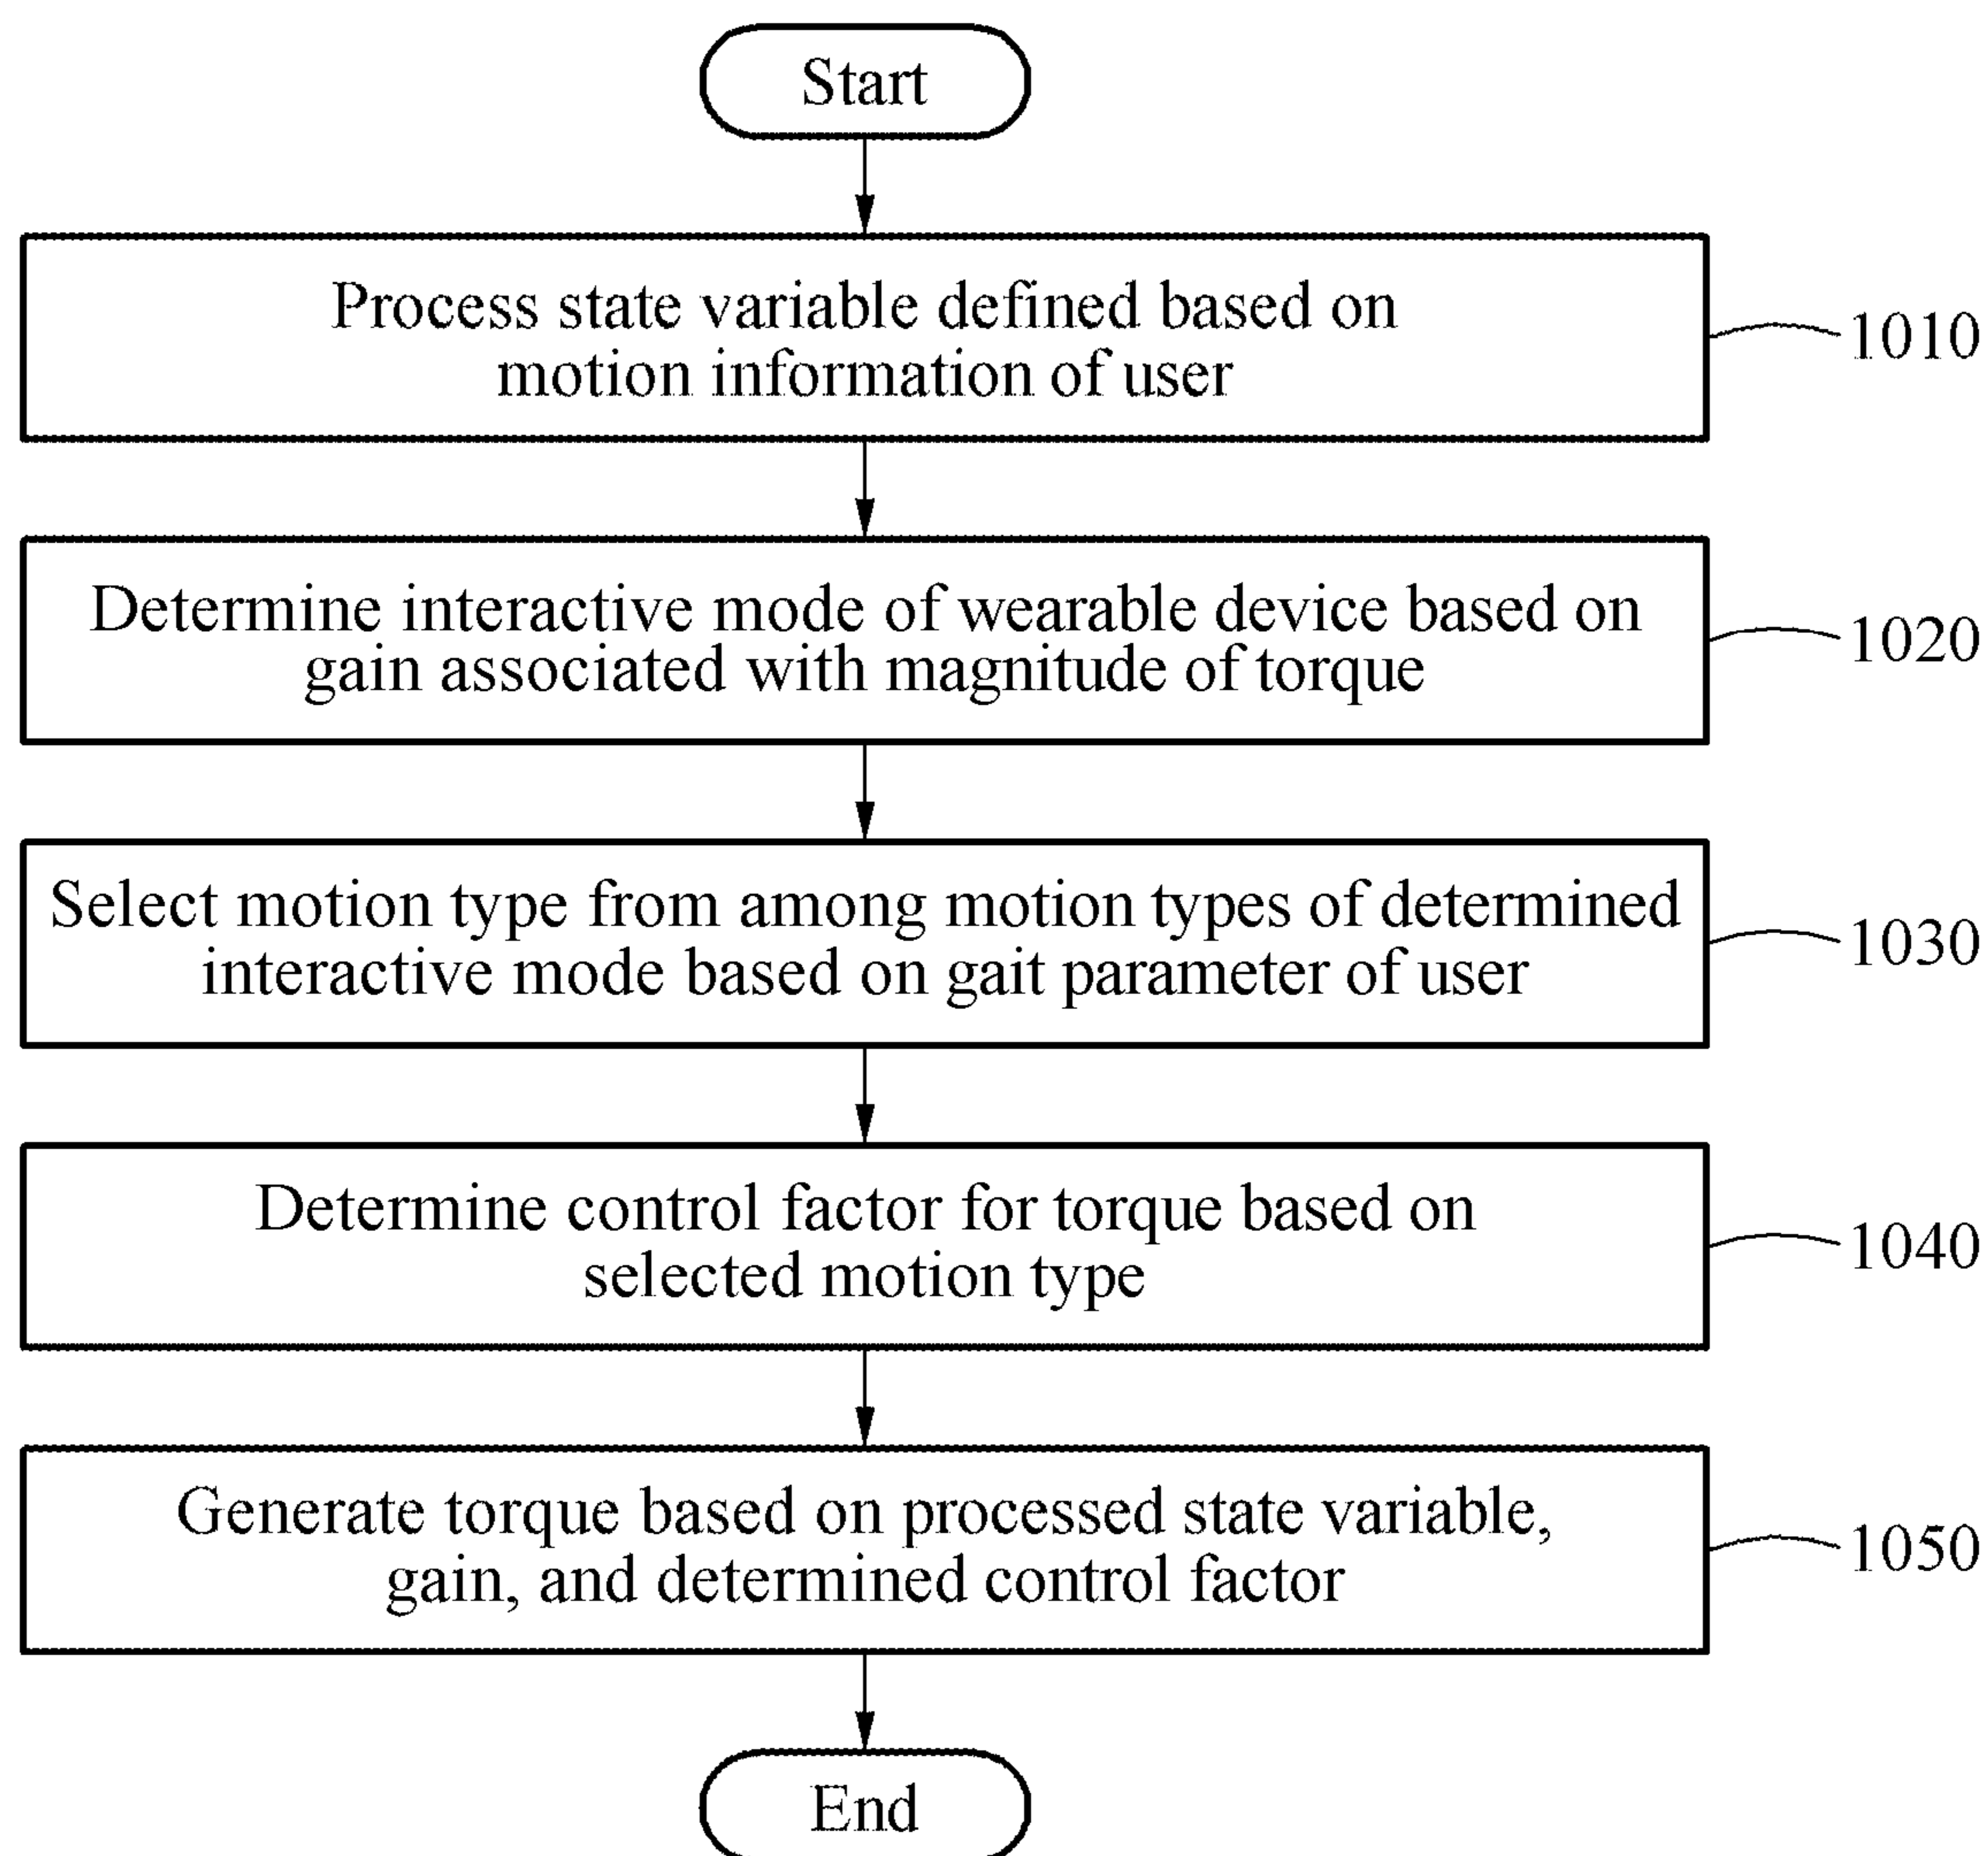 Start
Process state variable defined based on
motion information of user
1010
Determine interactive mode of wearable device based on
gain associated with magnitude of torque
1020
Select motion type from among motion types of determined
interactive mode based on gait parameter of user
1030
Determine control factor for torque based on
selected motion type
1040
Generate torque based on processed state variable,
gain, and determined control factor
1050
End